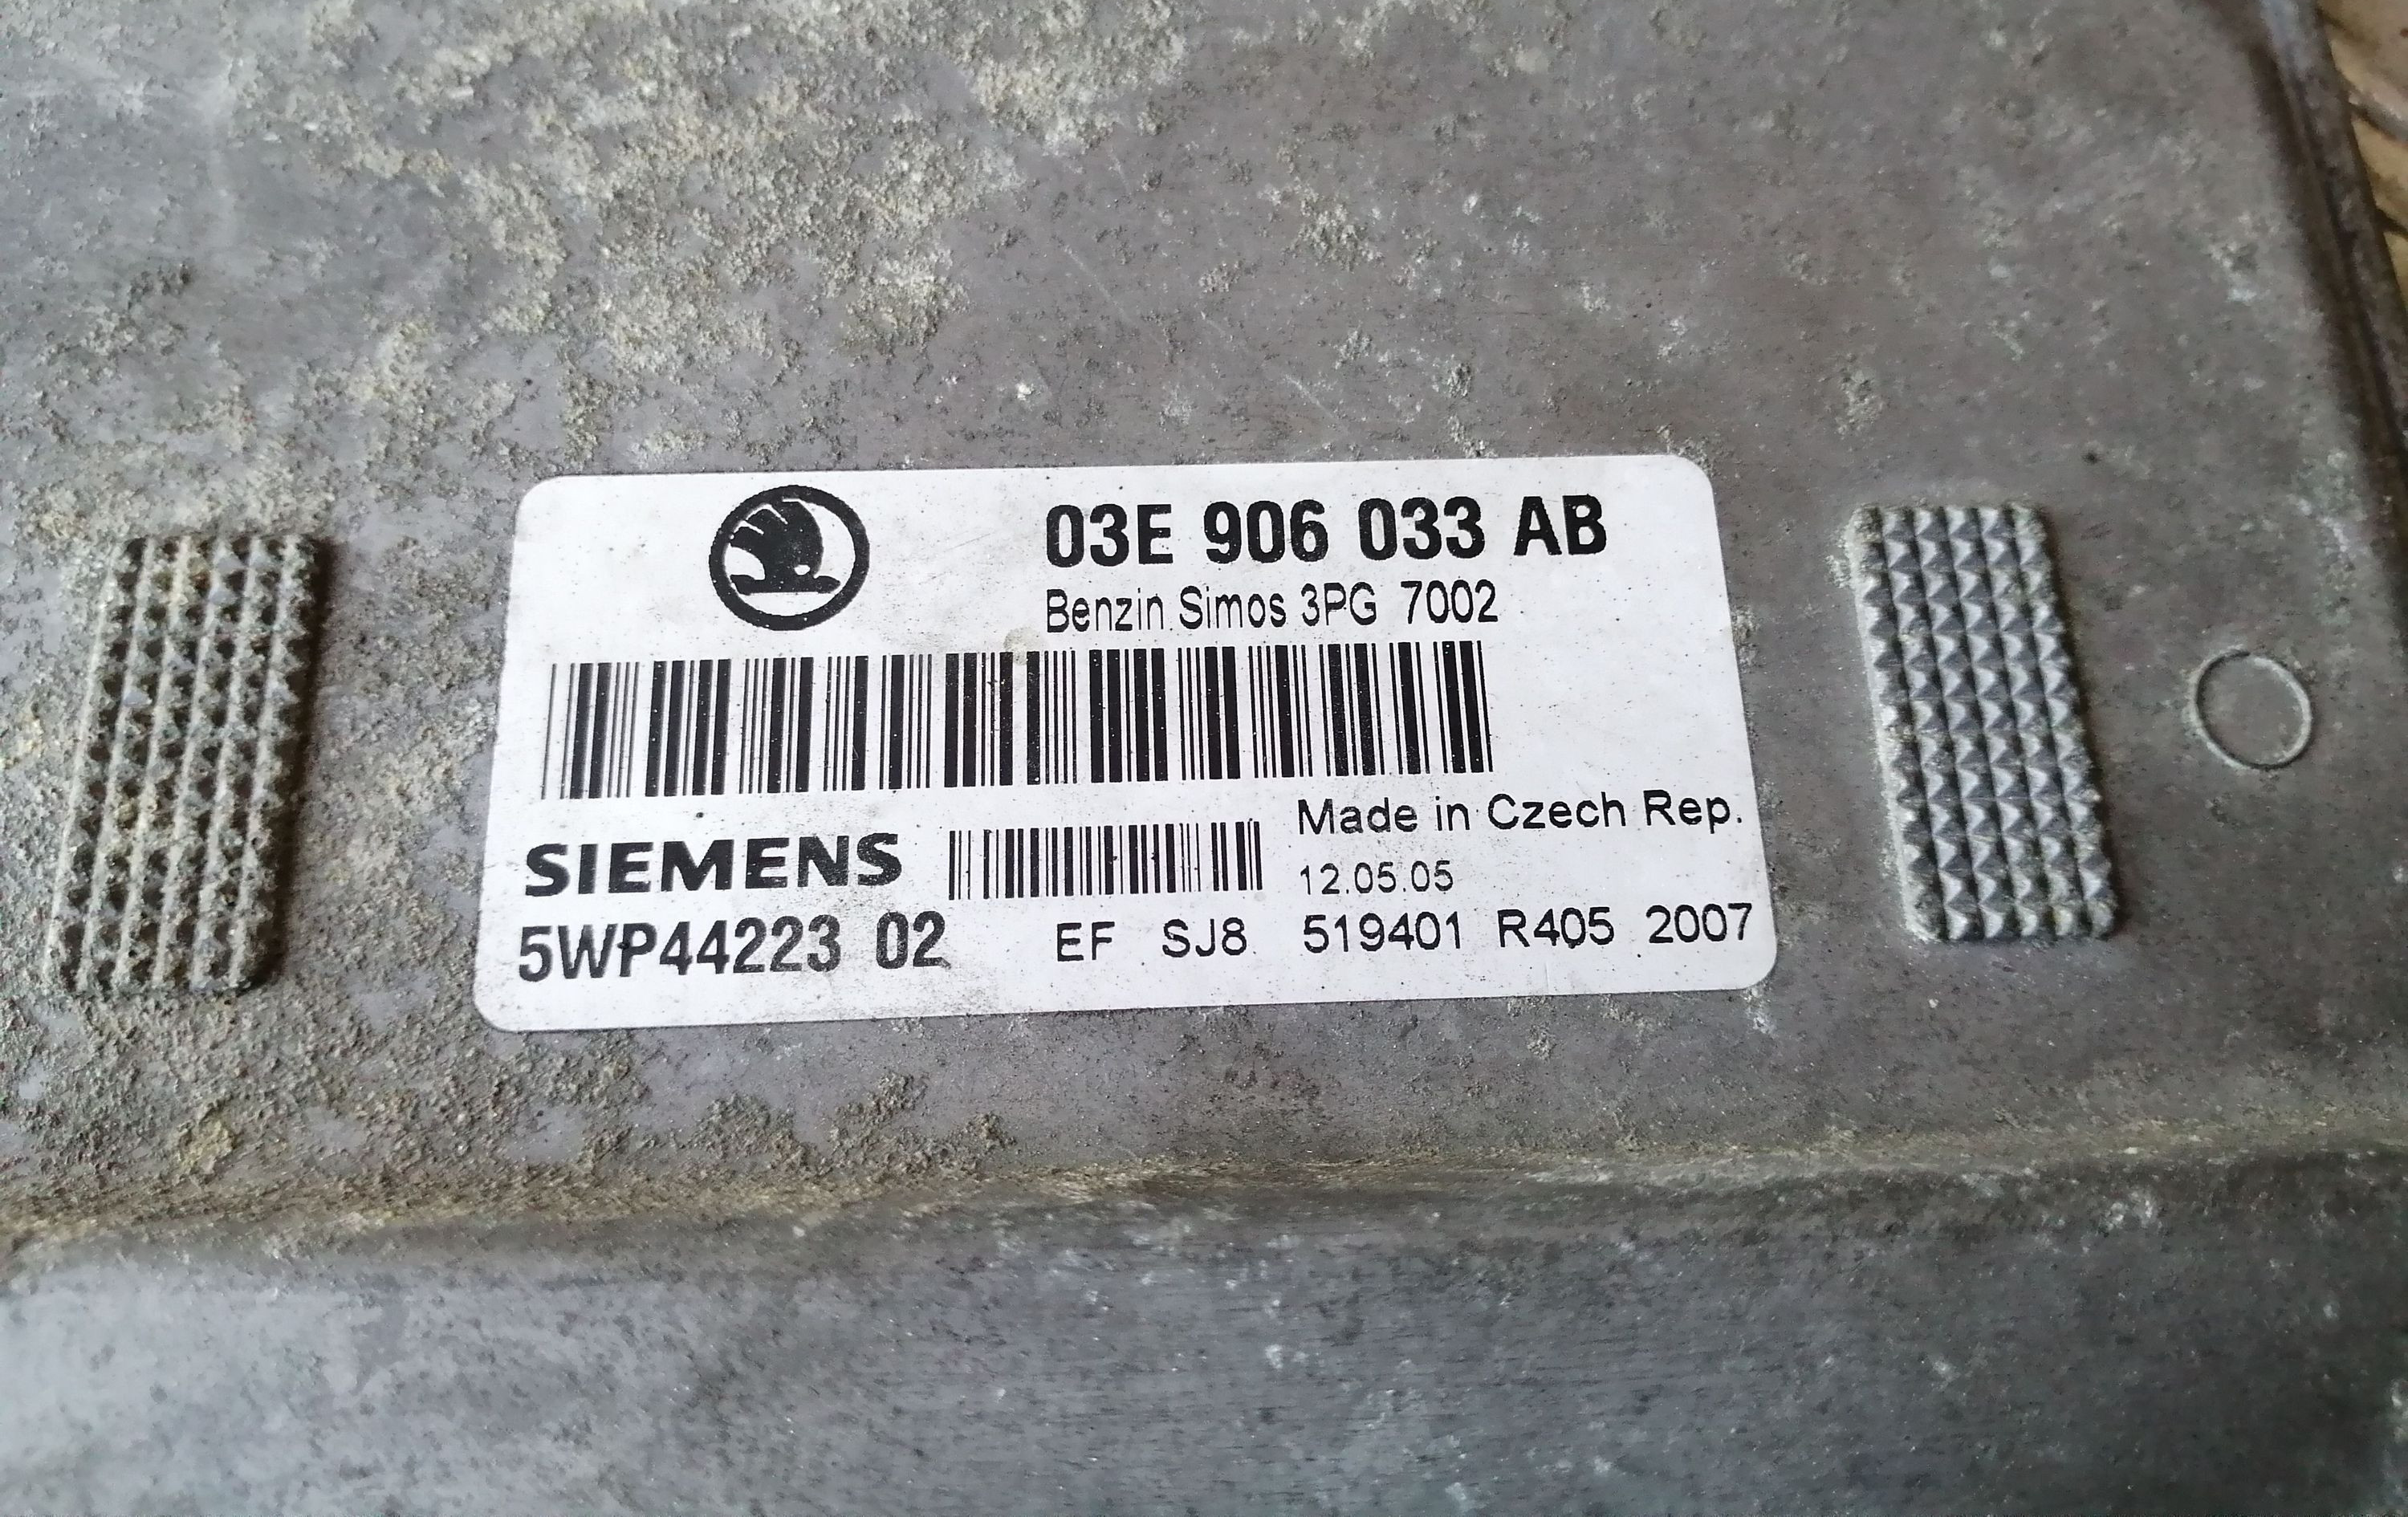 03E 906 033 AB
Benzin Simos 3PG 7002
SIEMENS
Made in Czech Rep.
12.05.05
5WP44223 02 EF SJ8 519401 R405 2007